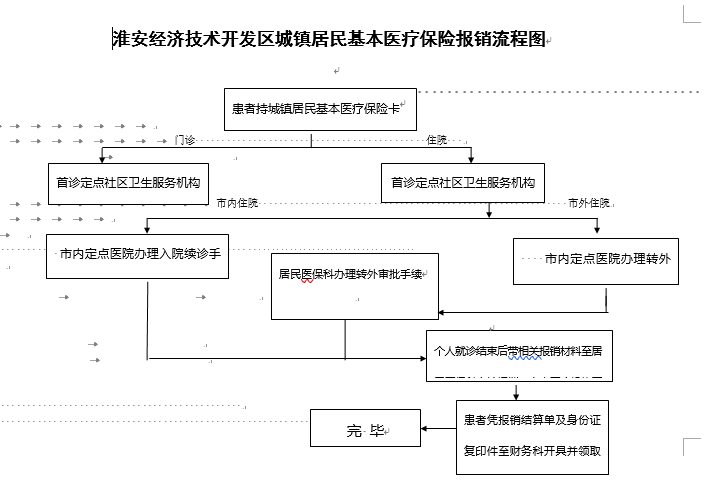 淮安经济技术开发区城镇居民基本医疗保险报销流程图
患者持城镇居民基本医疗保险卡
门诊
住院
首诊定点社区卫生服务机构
首诊定点社区卫生服务机构
市内住院
市外住院
市内定点医院办理入院续诊手
市内定点医院办理转外
居民医保科办理转外审批手续
个人就诊结束后带相关报销材料至居
患者凭报销结算单及身份证
复印件至财务科开具并领取
完 毕